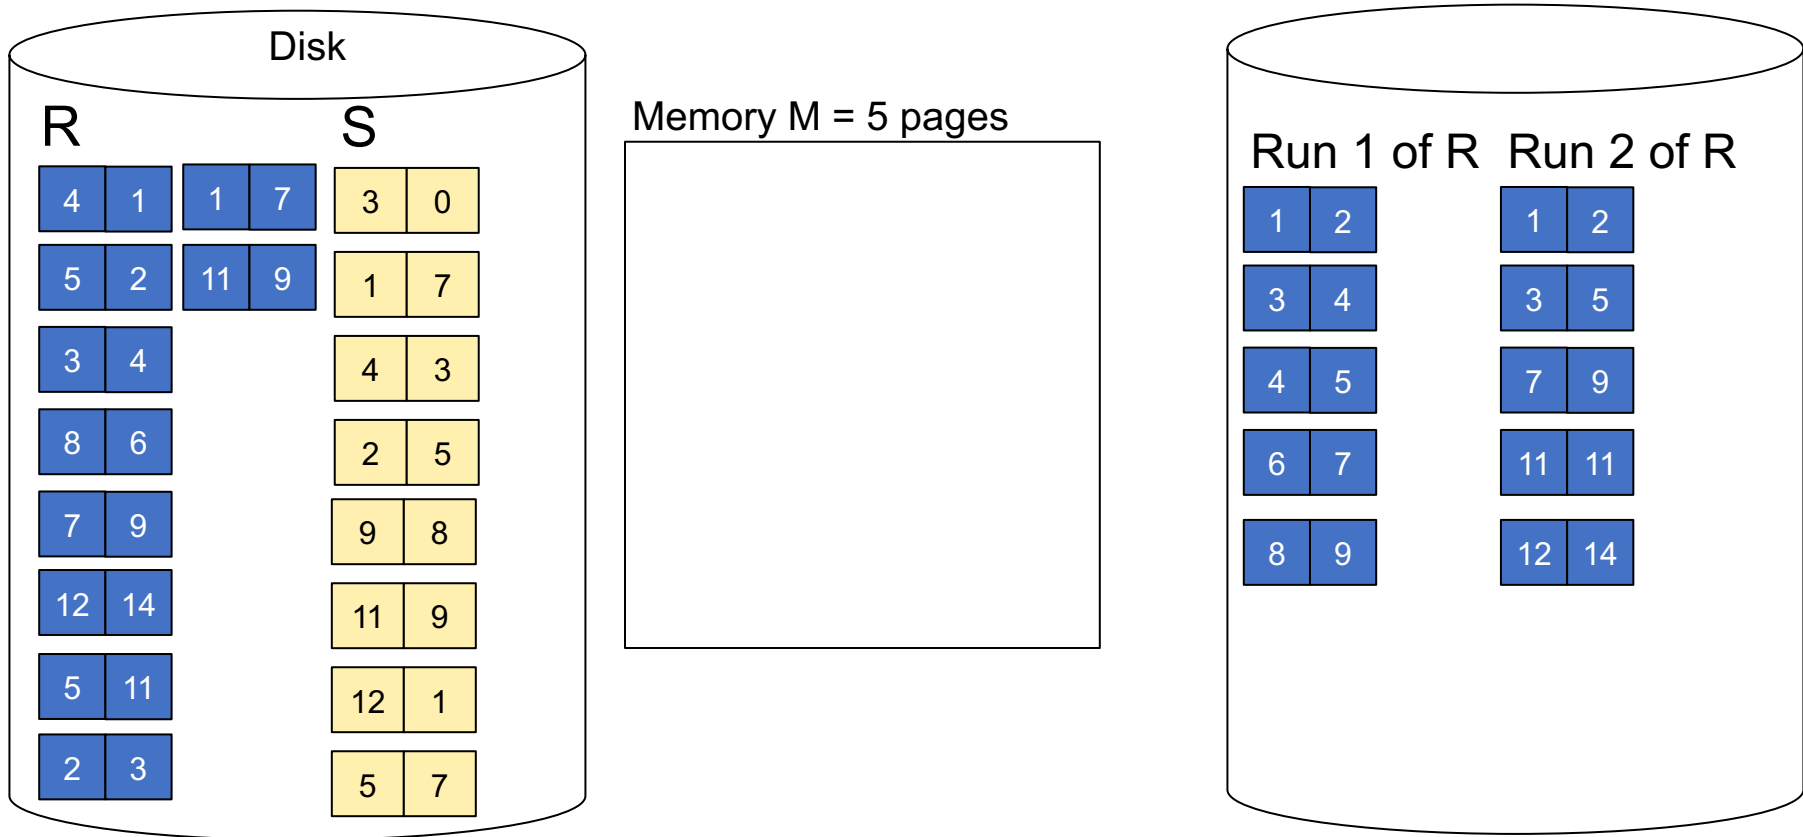 Disk
R S
Memory M = 5 pages
Run 1 of R Run 2 of R
4 1 1 7 3 0
1 2 1 2
5 2 11 9 1 7
3 4 3 5
3 4 4 3
4 5 7 9
8 6 2 5
6 7 11 11
7 9 9 8
8 9 12 14
12 14 11 9
5 11 12 1
2 3 5 7